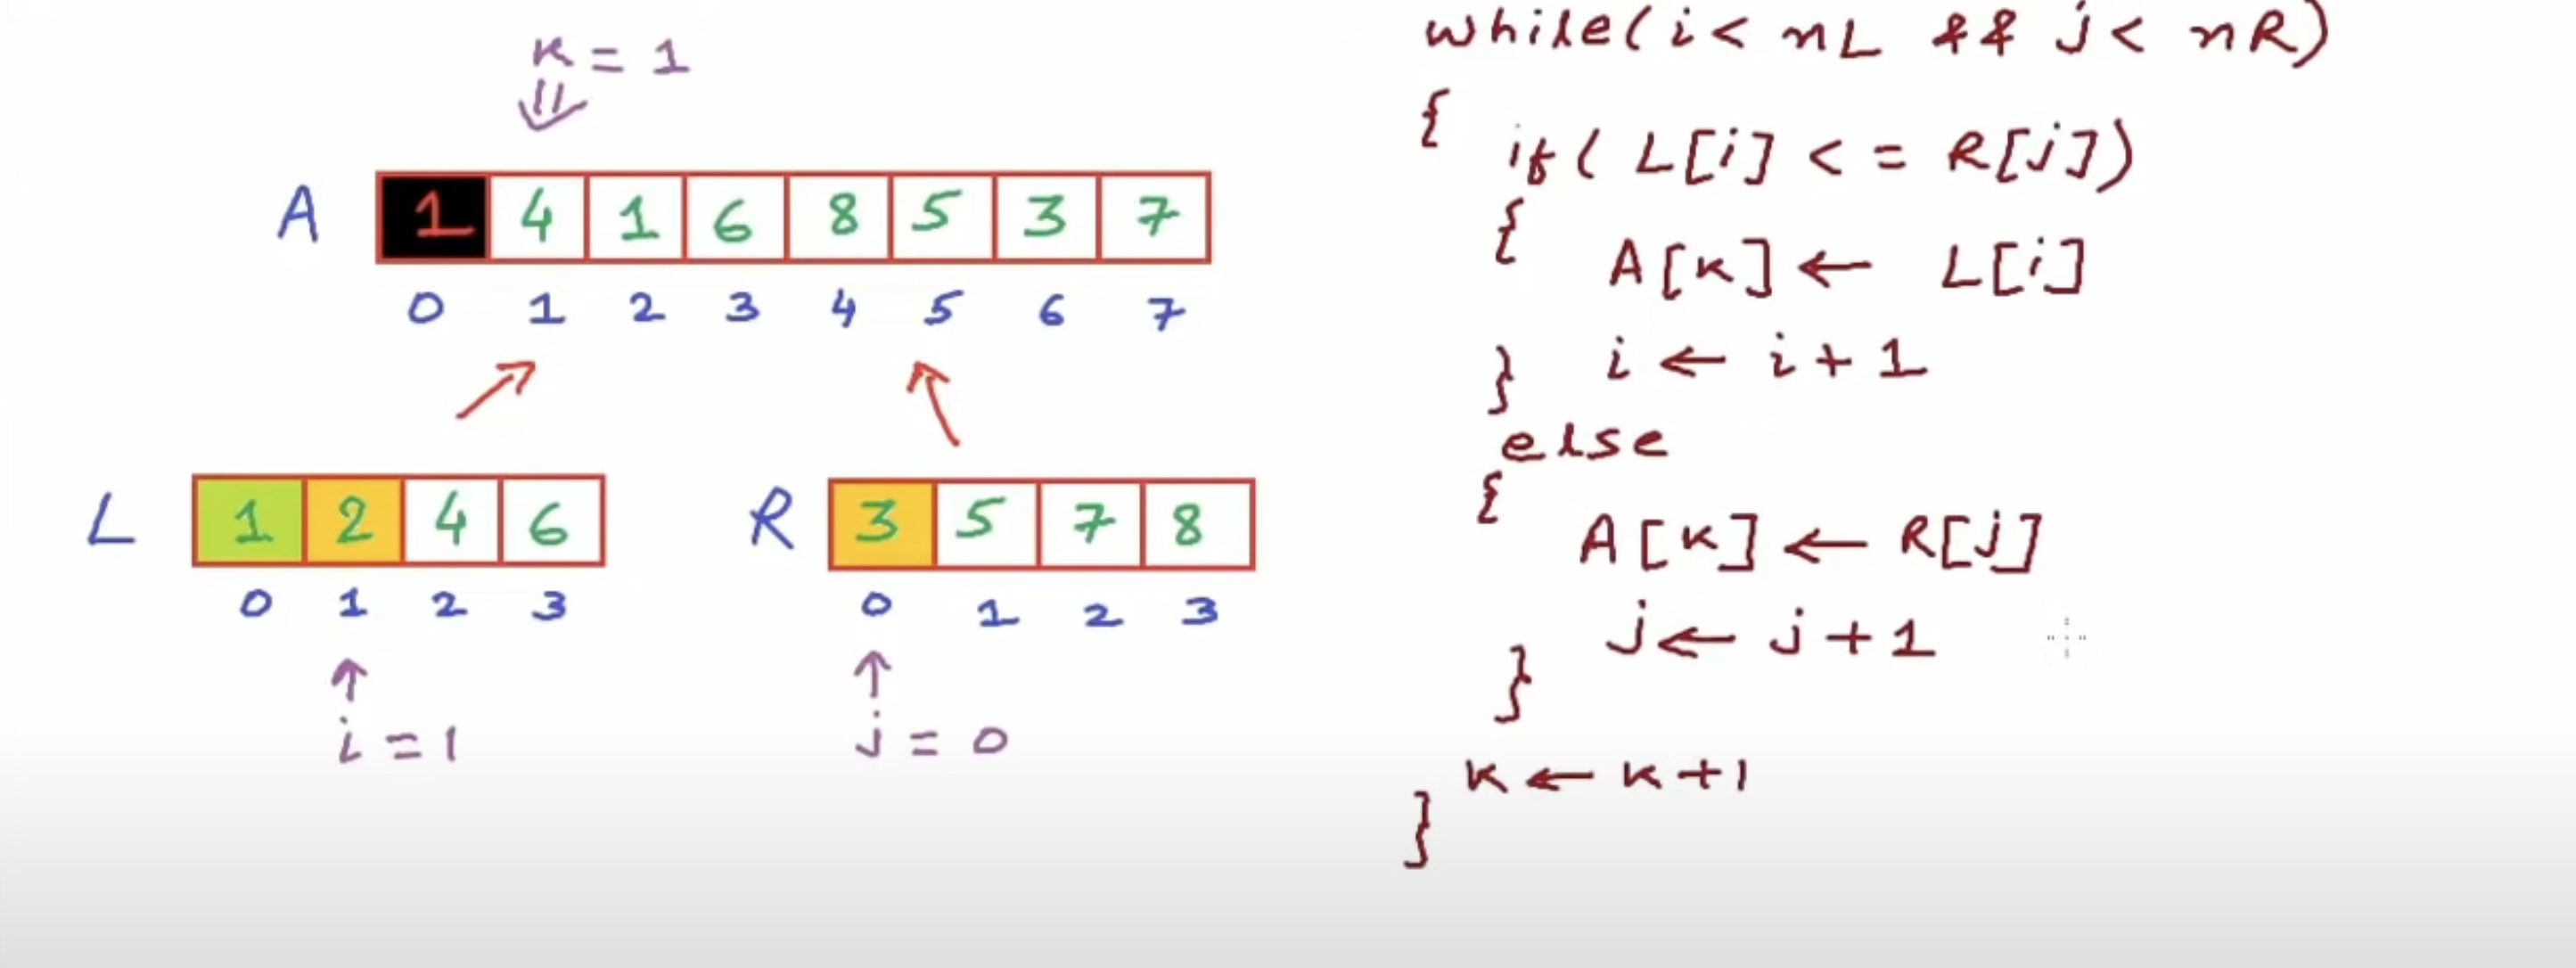 K = 1
A 1 4 1 6 8 5 3 7
0 1 2 3 4 5 6 7
L 1 2 4 6
0 1 2 3
i = 1
R 3 5 7 8
0 1 2 3
j = 0
while(i< nL && j< nR)
{ if( L[i] <= R[j])
{ A[k] ← L[i]
} i ← i+1
else
{ A[k] ← R[j]
j ← j+1
}
k ← k+1
}